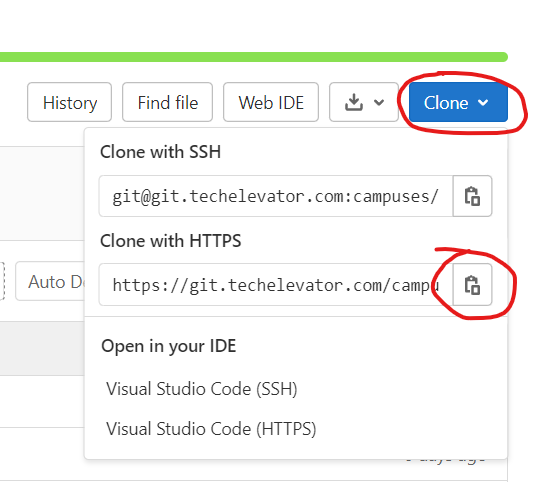 History Find file Web IDE Clone
Clone with SSH
git@git.techelevator.com:campuses/
Clone with HTTPS
Auto D
https://git.techelevator.com/campu
Open in your IDE
Visual Studio Code (SSH)
Visual Studio Code (HTTPS)
days ago